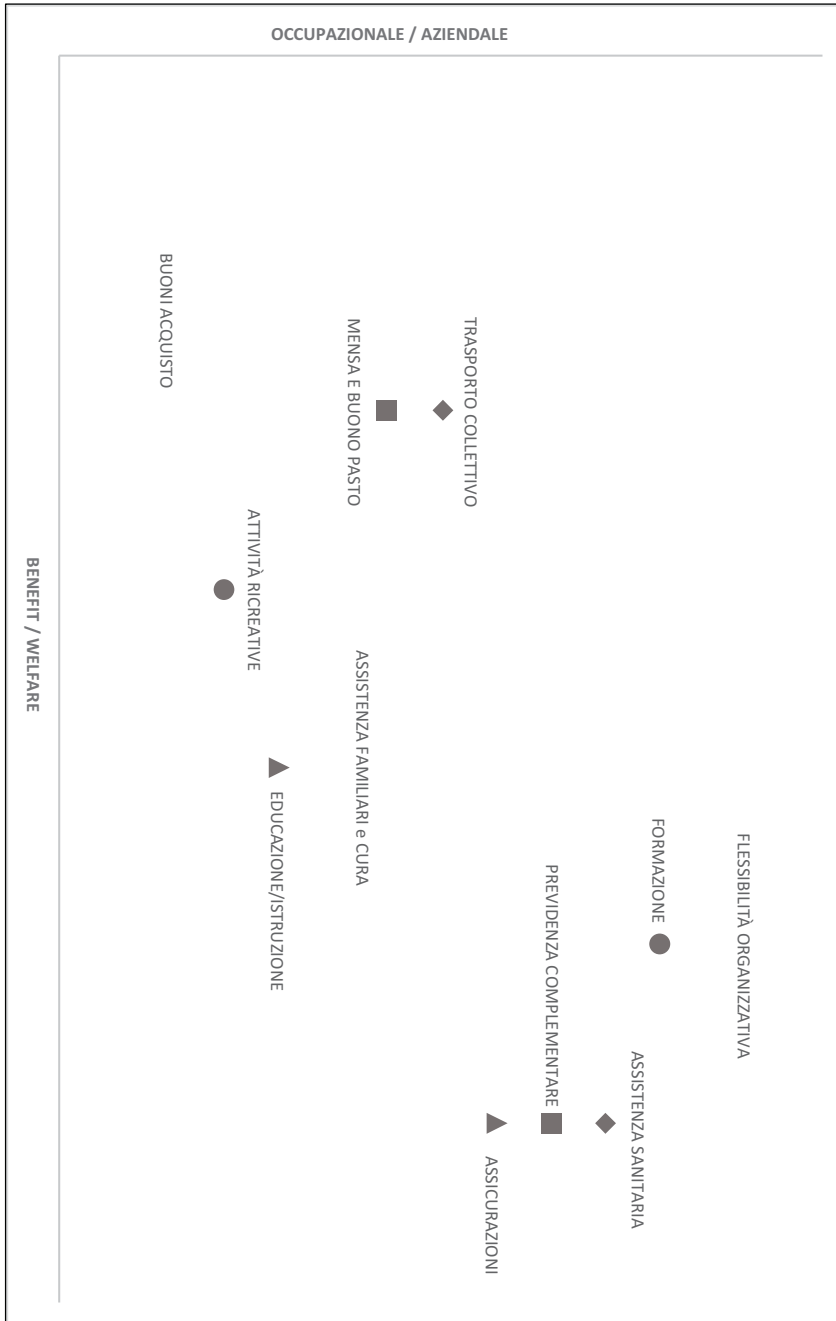 OCCUPAZIONALE / AZIENDALE
FLESSIBILITÀ ORGANIZZATIVA
FORMAZIONE
ASSISTENZA SANITARIA
PREVIDENZA COMPLEMENTARE
ASSICURAZIONI
TRASPORTO COLLETTIVO
MENSA E BUONO PASTO
ASSISTENZA FAMILIARI e CURA
EDUCAZIONE/ISTRUZIONE
ATTIVITÀ RICREATIVE
BUONI ACQUISTO
BENEFIT / WELFARE